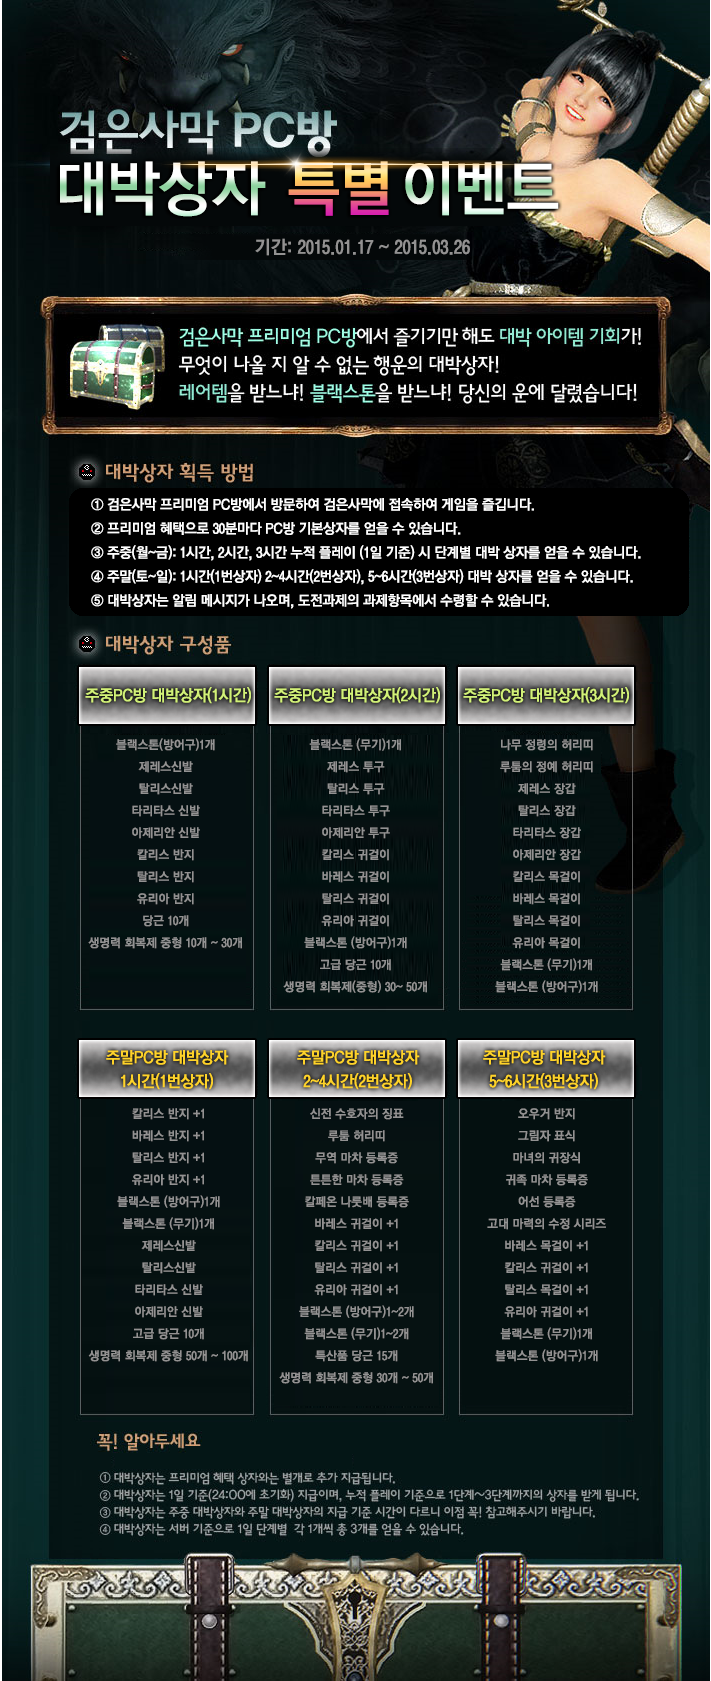 검은사막 PC방
대박상자 특별 이벤트
기간: 2015.01.17 ~ 2015.03.26
검은사막 프리미엄 PC방에서 즐기기만 해도 대박 아이템 기회가!
무엇이 나올 지 알 수 없는 행운의 대박상자!
레어템을 받느냐! 블랙스톤을 받느냐! 당신의 운에 달렸습니다!
대박상자 획득 방법
① 검은사막 프리미엄 PC방에서 방문하여 검은사막에 접속하여 게임을 즐깁니다.
② 프리미엄 혜택으로 30분마다 PC방 기본상자를 얻을 수 있습니다.
③ 주중(월~금): 1시간, 2시간, 3시간 누적 플레이 (1일 기준) 시 단계별 대박 상자를 얻을 수 있습니다.
④ 주말(토~일): 1시간(1번상자) 2~4시간(2번상자), 5~6시간(3번상자) 대박 상자를 얻을 수 있습니다.
⑤ 대박상자는 알림 메시지가 나오며, 도전과제의 과제항목에서 수령할 수 있습니다.
대박상자 구성품
주중PC방 대박상자(1시간)
블랙스톤(방어구)1개
제레스신발
탈리스신발
타리타스 신발
아제리안 신발
칼리스 반지
탈리스 반지
유리아 반지
당근 10개
생명력 회복제 중형 10개 ~ 30개
주중PC방 대박상자(2시간)
블랙스톤 (무기)1개
제레스 투구
탈리스 투구
타리타스 투구
아제리안 투구
칼리스 귀걸이
바레스 귀걸이
탈리스 귀걸이
유리아 귀걸이
블랙스톤 (방어구)1개
고급 당근 10개
생명력 회복제(중형) 30~ 50개
주중PC방 대박상자(3시간)
나무 정령의 허리띠
루툼의 정예 허리띠
제레스 장갑
탈리스 장갑
타리타스 장갑
아제리안 장갑
칼리스 목걸이
바레스 목걸이
탈리스 목걸이
유리아 목걸이
블랙스톤 (무기)1개
블랙스톤 (방어구)1개
주말PC방 대박상자
1시간(1번상자)
칼리스 반지 +1
바레스 반지 +1
탈리스 반지 +1
유리아 반지 +1
블랙스톤 (방어구)1개
블랙스톤 (무기)1개
제레스신발
탈리스신발
타리타스 신발
아제리안 신발
고급 당근 10개
생명력 회복제 중형 50개 ~ 100개
주말PC방 대박상자
2~4시간(2번상자)
신전 수호자의 징표
루툼 허리띠
무역 마차 등록증
튼튼한 마차 등록증
칼페온 나룻배 등록증
바레스 귀걸이 +1
칼리스 귀걸이 +1
탈리스 귀걸이 +1
유리아 귀걸이 +1
블랙스톤 (방어구)1~2개
블랙스톤 (무기)1~2개
특산품 당근 15개
생명력 회복제 중형 30개 ~ 50개
주말PC방 대박상자
5~6시간(3번상자)
오우거 반지
그림자 표식
마녀의 귀장식
귀족 마차 등록증
어선 등록증
고대 마력의 수정 시리즈
바레스 목걸이 +1
칼리스 귀걸이 +1
탈리스 목걸이 +1
유리아 귀걸이 +1
블랙스톤 (무기)1개
블랙스톤 (방어구)1개
꼭! 알아두세요
① 대박상자는 프리미엄 혜택 상자와는 별개로 추가 지급됩니다.
② 대박상자는 1일 기준(24:00에 초기화) 지급이며, 누적 플레이 기준으로 1단계~3단계까지의 상자를 받게 됩니다.
③ 대박상자는 주중 대박상자와 주말 대박상자의 지급 기준 시간이 다르니 이점 꼭! 참고해주시기 바랍니다.
④ 대박상자는 서버 기준으로 1일 단계별 각 1개씩 총 3개를 얻을 수 있습니다.